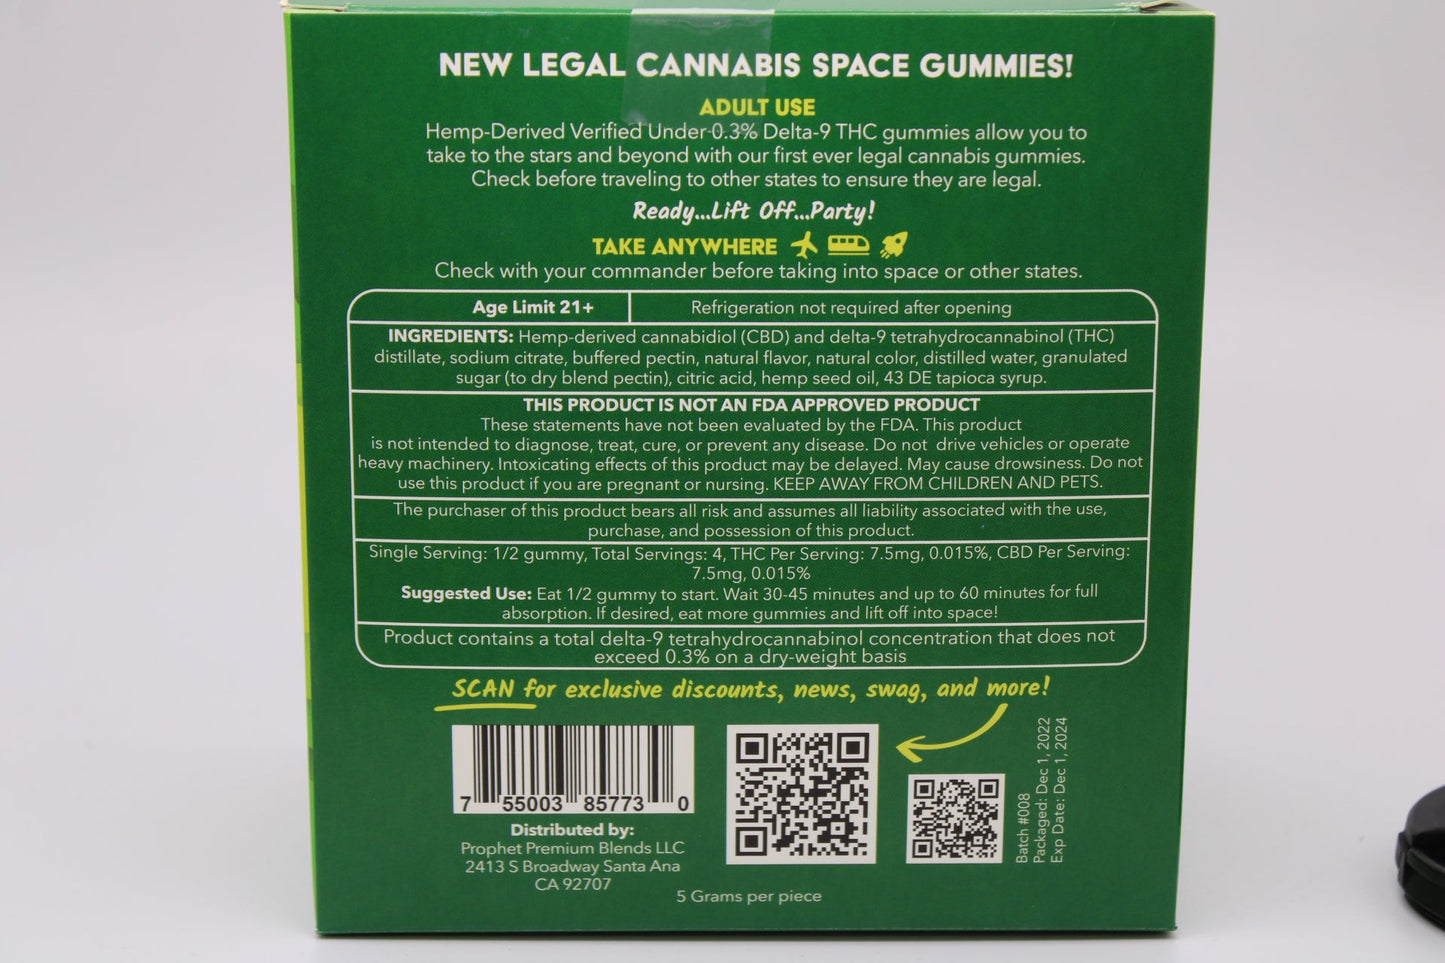 NEW LEGAL CANNABIS SPACE GUMMIES!
ADULT USE
Hemp-Derived Verified Under 0.3% Delta-9 THC gummies allow you to
take to the stars and beyond with our first ever legal cannabis gummies.
Check before traveling to other states to ensure they are legal.
Ready...Lift Off...Party!
TAKE ANYWHERE
Check with your commander before taking into space or other states.
Age Limit 21+
Refrigeration not required after opening
INGREDIENTS: Hemp-derived cannabidiol (CBD) and delta-9 tetrahydrocannabinol (THC)
distillate, sodium citrate, buffered pectin, natural flavor, natural color, distilled water, granulated
sugar (to dry blend pectin), citric acid, hemp seed oil, 43 DE tapioca syrup.
THIS PRODUCT IS NOT AN FDA APPROVED PRODUCT
These statements have not been evaluated by the FDA. This product
is not intended to diagnose, treat, cure, or prevent any disease. Do not drive vehicles or operate
heavy machinery. Intoxicating effects of this product may be delayed. May cause drowsiness. Do not
use this product if you are pregnant or nursing. KEEP AWAY FROM CHILDREN AND PETS.
The purchaser of this product bears all risk and assumes all liability associated with the use,
purchase, and possession of this product.
Single Serving: 1/2 gummy, Total Servings: 4, THC Per Serving: 7.5mg, 0.015%, CBD Per Serving:
7.5mg, 0.015%
Suggested Use: Eat 1/2 gummy to start. Wait 30-45 minutes and up to 60 minutes for full
absorption. If desired, eat more gummies and lift off into space!
Product contains a total delta-9 tetrahydrocannabinol concentration that does not
exceed 0.3% on a dry-weight basis
SCAN for exclusive discounts, news, swag, and more!
7 55003 85773 0
Distributed by:
Prophet Premium Blends LLC
2413 S Broadway Santa Ana
CA 92707
5 Grams per piece
Batch #008
Packaged: Dec 1, 2022
Exp Date: Dec 1, 2024